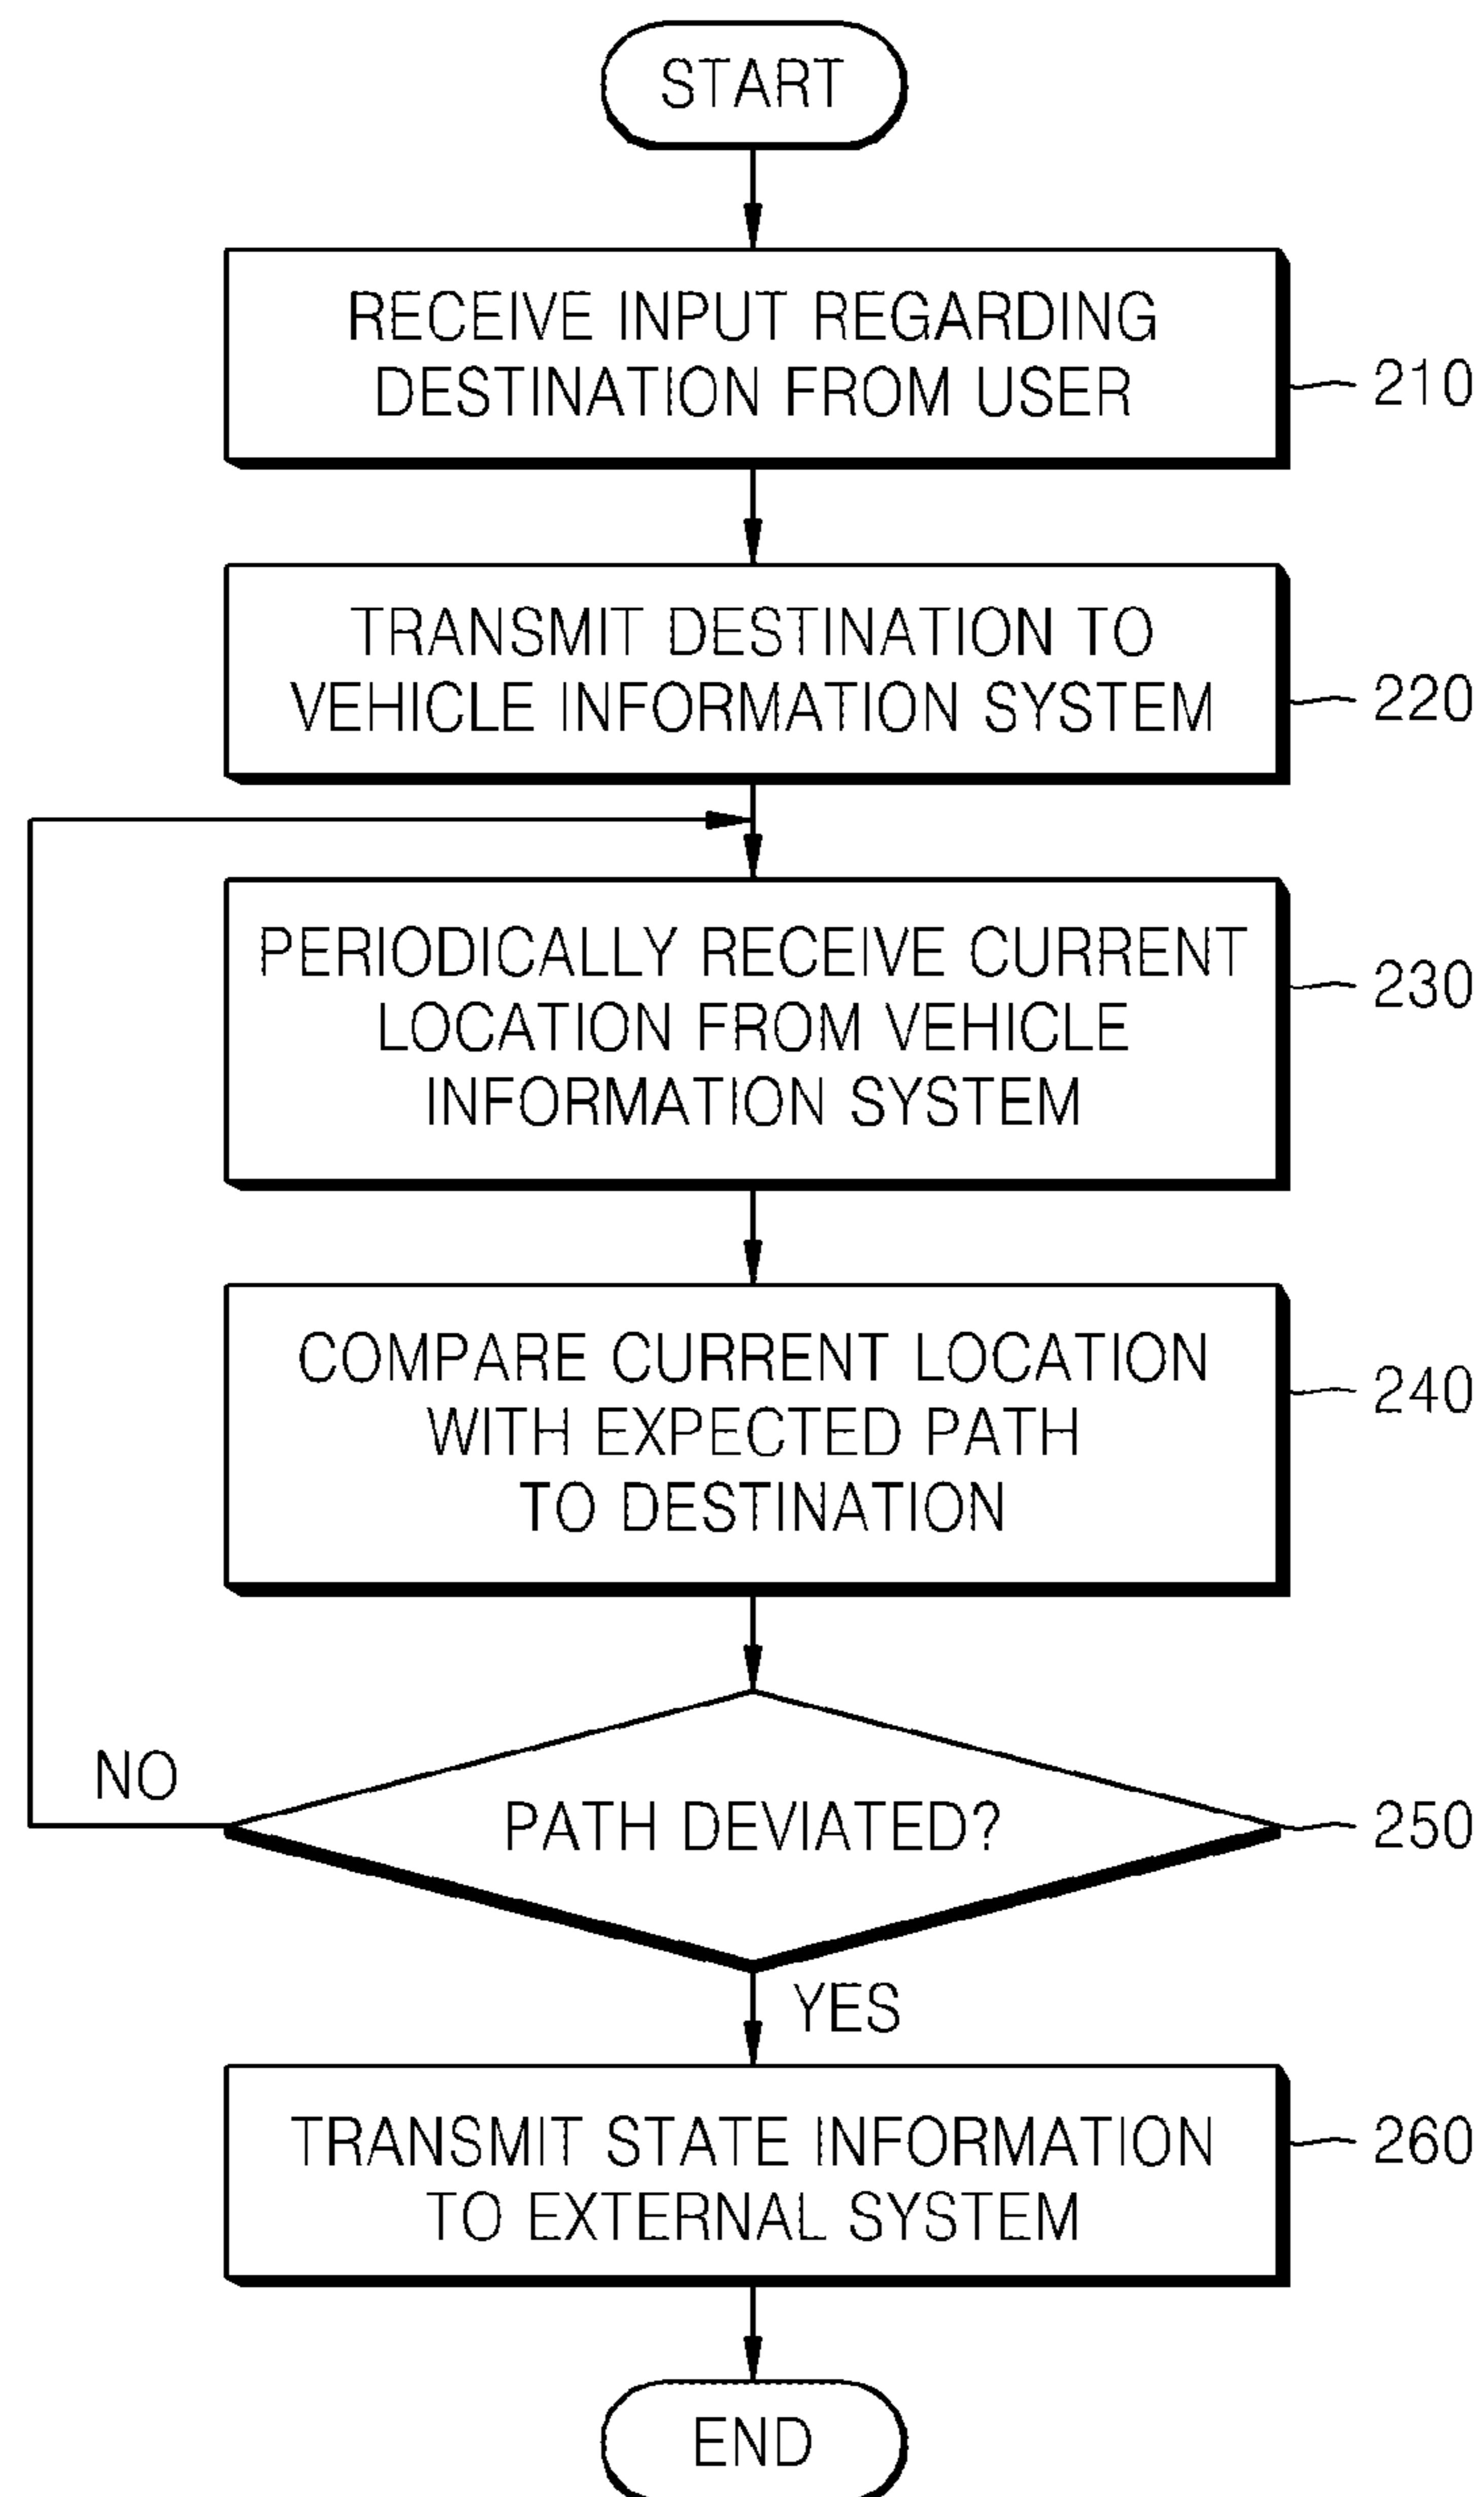 START
RECEIVE INPUT REGARDING
DESTINATION FROM USER
210
TRANSMIT DESTINATION TO
VEHICLE INFORMATION SYSTEM
220
PERIODICALLY RECEIVE CURRENT
LOCATION FROM VEHICLE
INFORMATION SYSTEM
230
COMPARE CURRENT LOCATION
WITH EXPECTED PATH
TO DESTINATION
240
NO
PATH DEVIATED?
250
YES
TRANSMIT STATE INFORMATION
TO EXTERNAL SYSTEM
260
END